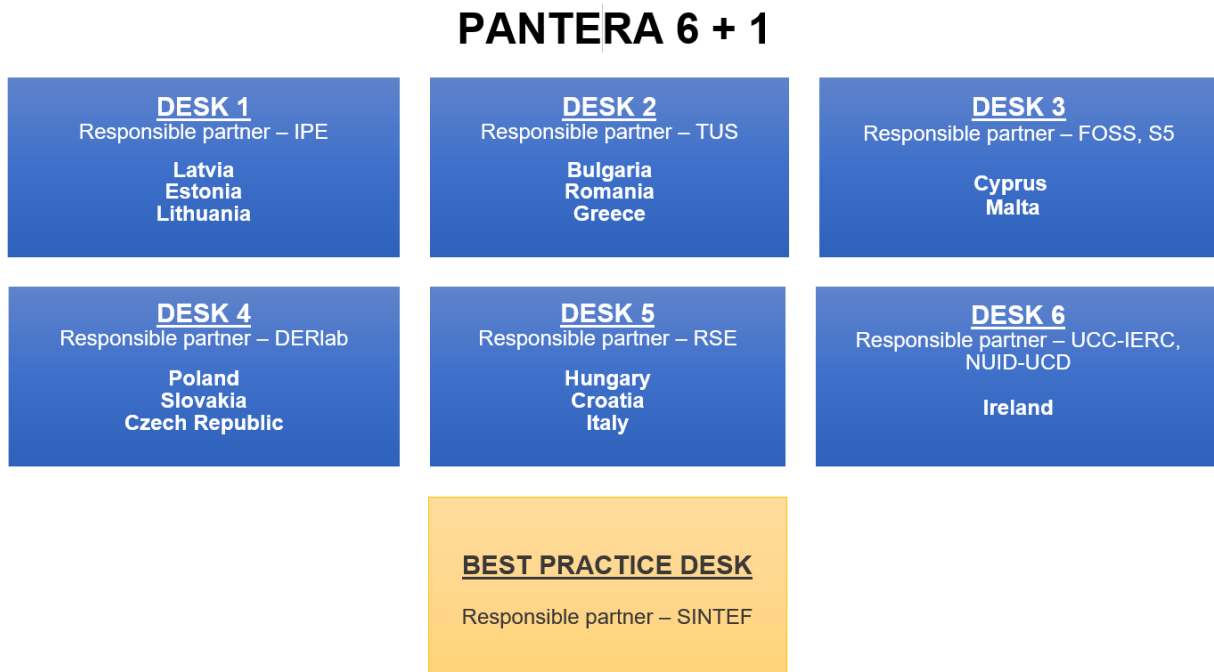 PANTERA 6 + 1
DESK 1
Responsible partner – IPE
Latvia
Estonia
Lithuania
DESK 2
Responsible partner – TUS
Bulgaria
Romania
Greece
DESK 3
Responsible partner – FOSS, S5
Cyprus
Malta
DESK 4
Responsible partner – DERlab
Poland
Slovakia
Czech Republic
DESK 5
Responsible partner – RSE
Hungary
Croatia
Italy
DESK 6
Responsible partner – UCC-IERC,
NUID-UCD
Ireland
BEST PRACTICE DESK
Responsible partner – SINTEF